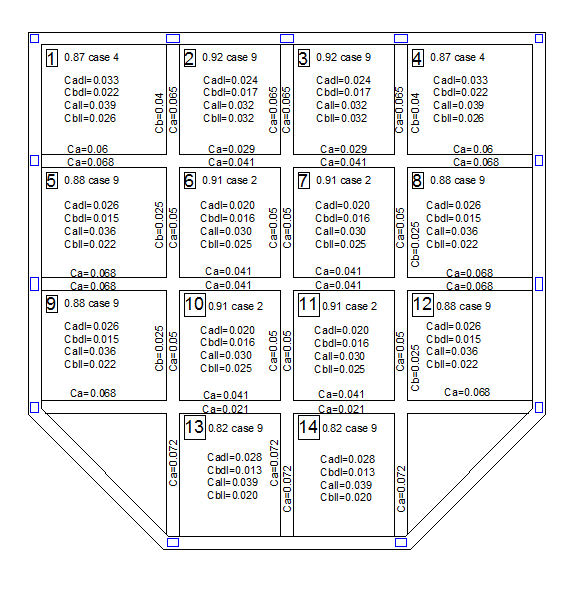 1 0.87 case 4
Cadl=0.033
Cbdl=0.022
Call=0.039
Cbll=0.026
Cb=0.04
Ca=0.06
Ca=0.065
2 0.92 case 9
Cadl=0.024
Cbdl=0.017
Call=0.032
Cbll=0.032
Ca=0.065
Ca=0.029
Ca=0.065
3 0.92 case 9
Cadl=0.024
Cbdl=0.017
Call=0.032
Cbll=0.032
Ca=0.065
Ca=0.029
Cb=0.04
4 0.87 case 4
Cadl=0.033
Cbdl=0.022
Call=0.039
Cbll=0.026
Ca=0.06
Ca=0.068
5 0.88 case 9
Cadl=0.026
Cbdl=0.015
Call=0.036
Cbll=0.022
Cb=0.025
Ca=0.068
Ca=0.041
Ca=0.05
6 0.91 case 2
Cadl=0.020
Cbdl=0.016
Call=0.030
Cbll=0.025
Ca=0.05
Ca=0.041
Ca=0.041
Ca=0.05
7 0.91 case 2
Cadl=0.020
Cbdl=0.016
Call=0.030
Cbll=0.025
Ca=0.05
Ca=0.041
Ca=0.068
8 0.88 case 9
Cadl=0.026
Cbdl=0.015
Call=0.036
Cbll=0.022
Cb=0.025
Ca=0.068
Ca=0.068
9 0.88 case 9
Cadl=0.026
Cbdl=0.015
Call=0.036
Cbll=0.022
Cb=0.025
Ca=0.068
Ca=0.041
Ca=0.05
10 0.91 case 2
Cadl=0.020
Cbdl=0.016
Call=0.030
Cbll=0.025
Ca=0.05
Ca=0.041
Ca=0.041
Ca=0.05
11 0.91 case 2
Cadl=0.020
Cbdl=0.016
Call=0.030
Cbll=0.025
Ca=0.05
Ca=0.041
Ca=0.068
12 0.88 case 9
Cadl=0.026
Cbdl=0.015
Call=0.036
Cbll=0.022
Cb=0.025
Ca=0.068
Ca=0.021
Ca=0.072
13 0.82 case 9
Cadl=0.028
Cbdl=0.013
Call=0.039
Cbll=0.020
Ca=0.072
Ca=0.021
Ca=0.072
14 0.82 case 9
Cadl=0.028
Cbdl=0.013
Call=0.039
Cbll=0.020
Ca=0.072